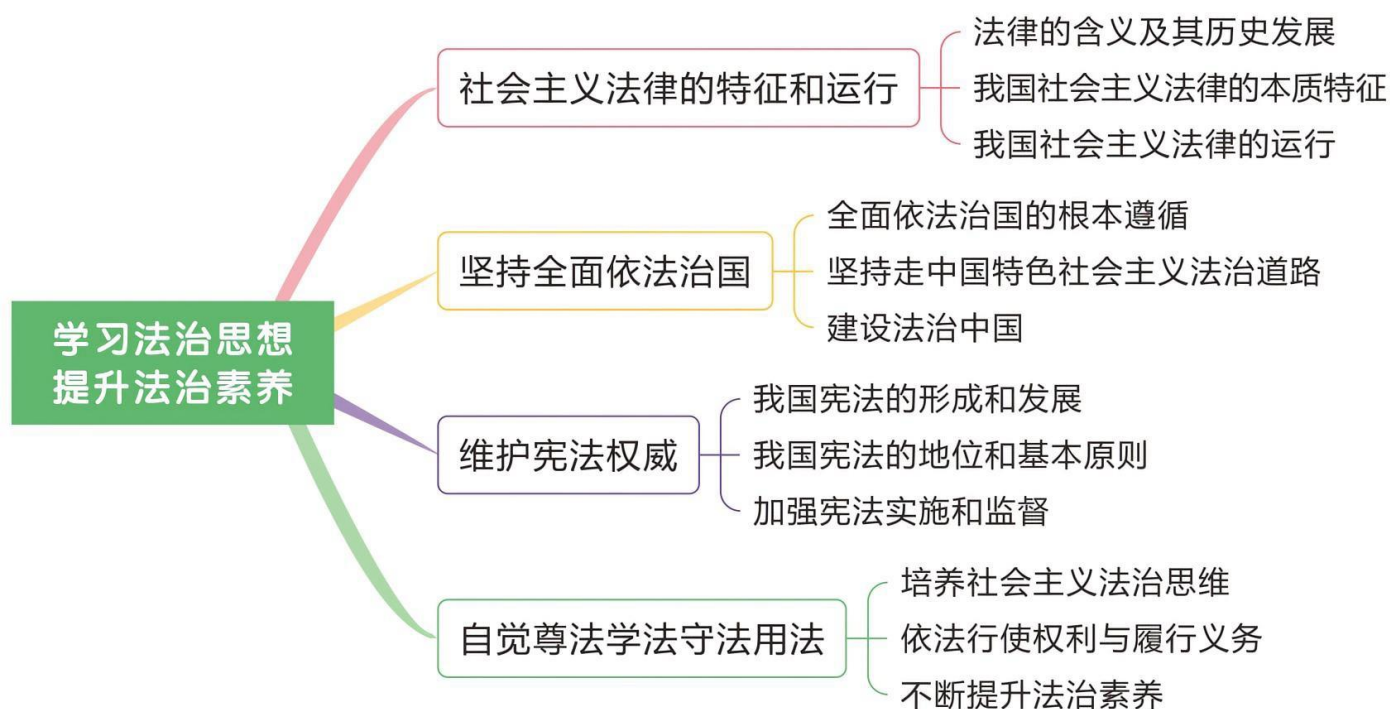 学习法治思想
提升法治素养
社会主义法律的特征和运行
法律的含义及其历史发展
我国社会主义法律的本质特征
我国社会主义法律的运行
坚持全面依法治国
全面依法治国的根本遵循
坚持走中国特色社会主义法治道路
建设法治中国
维护宪法权威
我国宪法的形成和发展
我国宪法的地位和基本原则
加强宪法实施和监督
自觉尊法学法守法用法
培养社会主义法治思维
依法行使权利与履行义务
不断提升法治素养